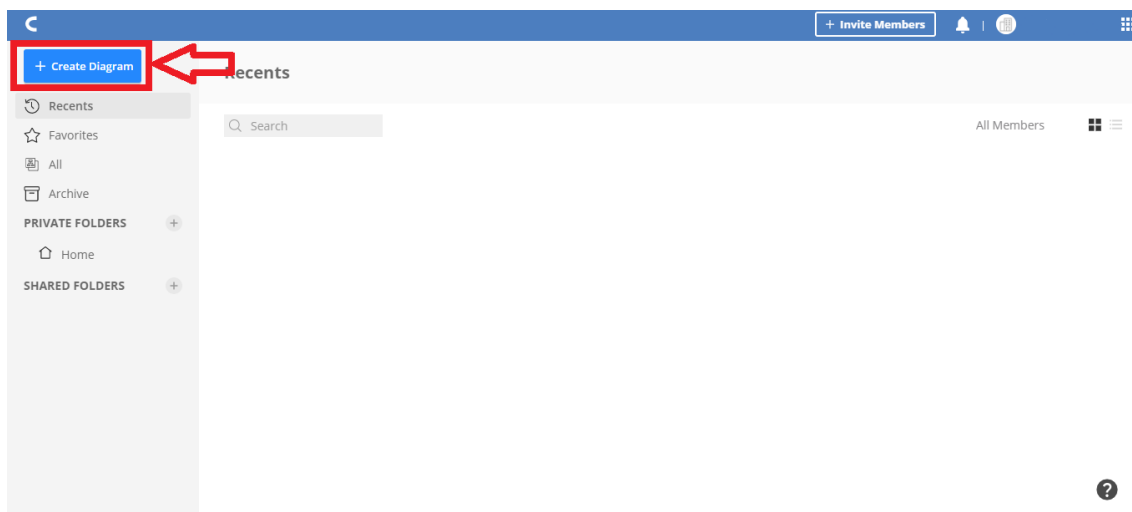 + Invite Members
+ Create Diagram
Recents
Recents
Search
All Members
Favorites
All
Archive
PRIVATE FOLDERS +
Home
SHARED FOLDERS +
?